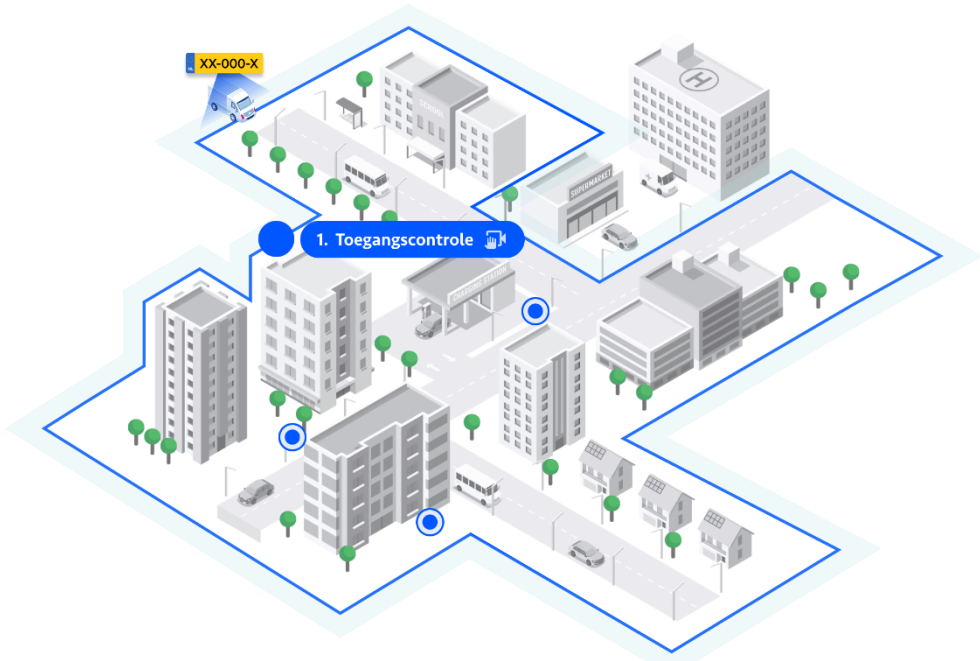 XX-000-X
SCHOOL
H
SUPERMARKET
1. Toegangscontrole
CHARGING STATION